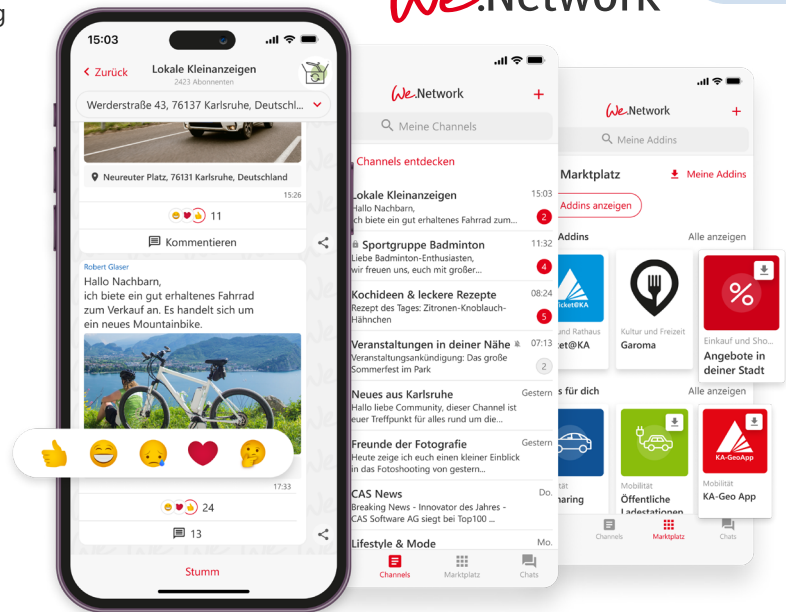 g
We.Network
15:03
Zurück
Lokale Kleinanzeigen
2423 Abonnenten
Werderstraße 43, 76137 Karlsruhe, Deutschl...
Neureuter Platz, 76131 Karlsruhe, Deutschland
15:26
11
Kommentieren
Robert Glaser
Hallo Nachbarn,
ich biete ein gut erhaltenes Fahrrad
zum Verkauf an. Es handelt sich um
ein neues Mountainbike.
17:33
24
13
Stumm
We.Network
+
Meine Channels
Channels entdecken
Lokale Kleinanzeigen 15:03
Hallo Nachbarn,
ich biete ein gut erhaltenes Fahrrad zum... 2
Sportgruppe Badminton 11:32
Liebe Badminton-Enthusiasten,
wir freuen uns, euch mit großer... 4
Kochideen & leckere Rezepte 08:24
Rezept des Tages: Zitronen-Knoblauch-
Hähnchen 5
Veranstaltungen in deiner Nähe 07:13
Veranstaltungsankündigung: Das große
Sommerfest im Park 2
Neues aus Karlsruhe Gestern
Hallo liebe Community, dieser Channel ist
euer Treffpunkt für alles rund um die...
Freunde der Fotografie Gestern
Heute zeige ich euch einen kleiner Einblick
in das Fotoshooting von gestern...
CAS News Do.
Breaking News - Innovator des Jahres -
CAS Software AG siegt bei Top100 ...
Lifestyle & Mode Mo.
Channels Marktplatz Chats
We.Network
+
Meine Addins
Marktplatz Meine Addins
Addins anzeigen
Addins Alle anzeigen
icket@KA
und Rathaus
et@KA
Kultur und Freizeit
Garoma
%
Einkauf und Sho...
Angebote in
deiner Stadt
s für dich Alle anzeigen
tät
haring
Mobilität
Öffentliche
Ladestationen
KA-GeoApp
Mobilität
KA-Geo App
Channels Marktplatz Chats